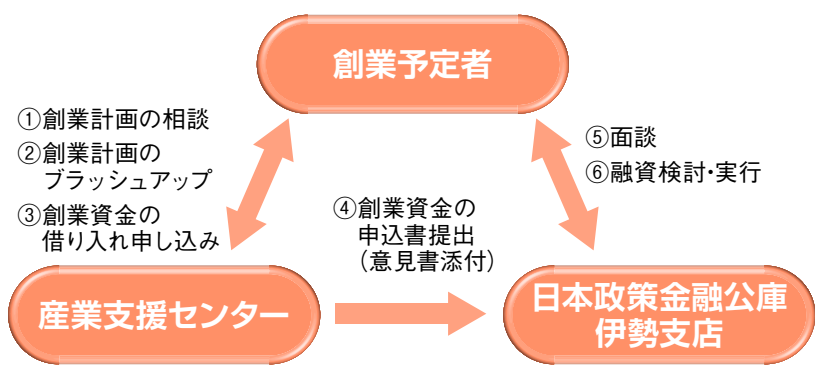 創業予定者
①創業計画の相談
②創業計画の
ブラッシュアップ
③創業資金の
借り入れ申し込み
④創業資金の
申込書提出
（意見書添付）
⑤面談
⑥融資検討・実行
産業支援センター
日本政策金融公庫
伊勢支店